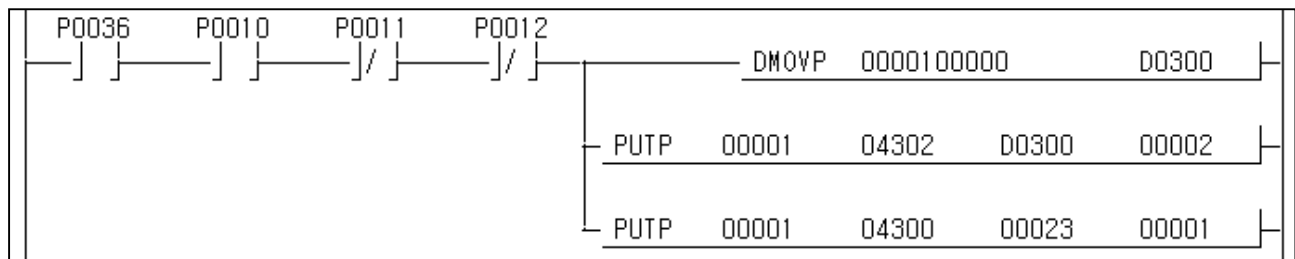 P0036 P0010 P0011 P0012
DMOVP 0000100000 D0300
PUTP 00001 04302 D0300 00002
PUTP 00001 04300 00023 00001